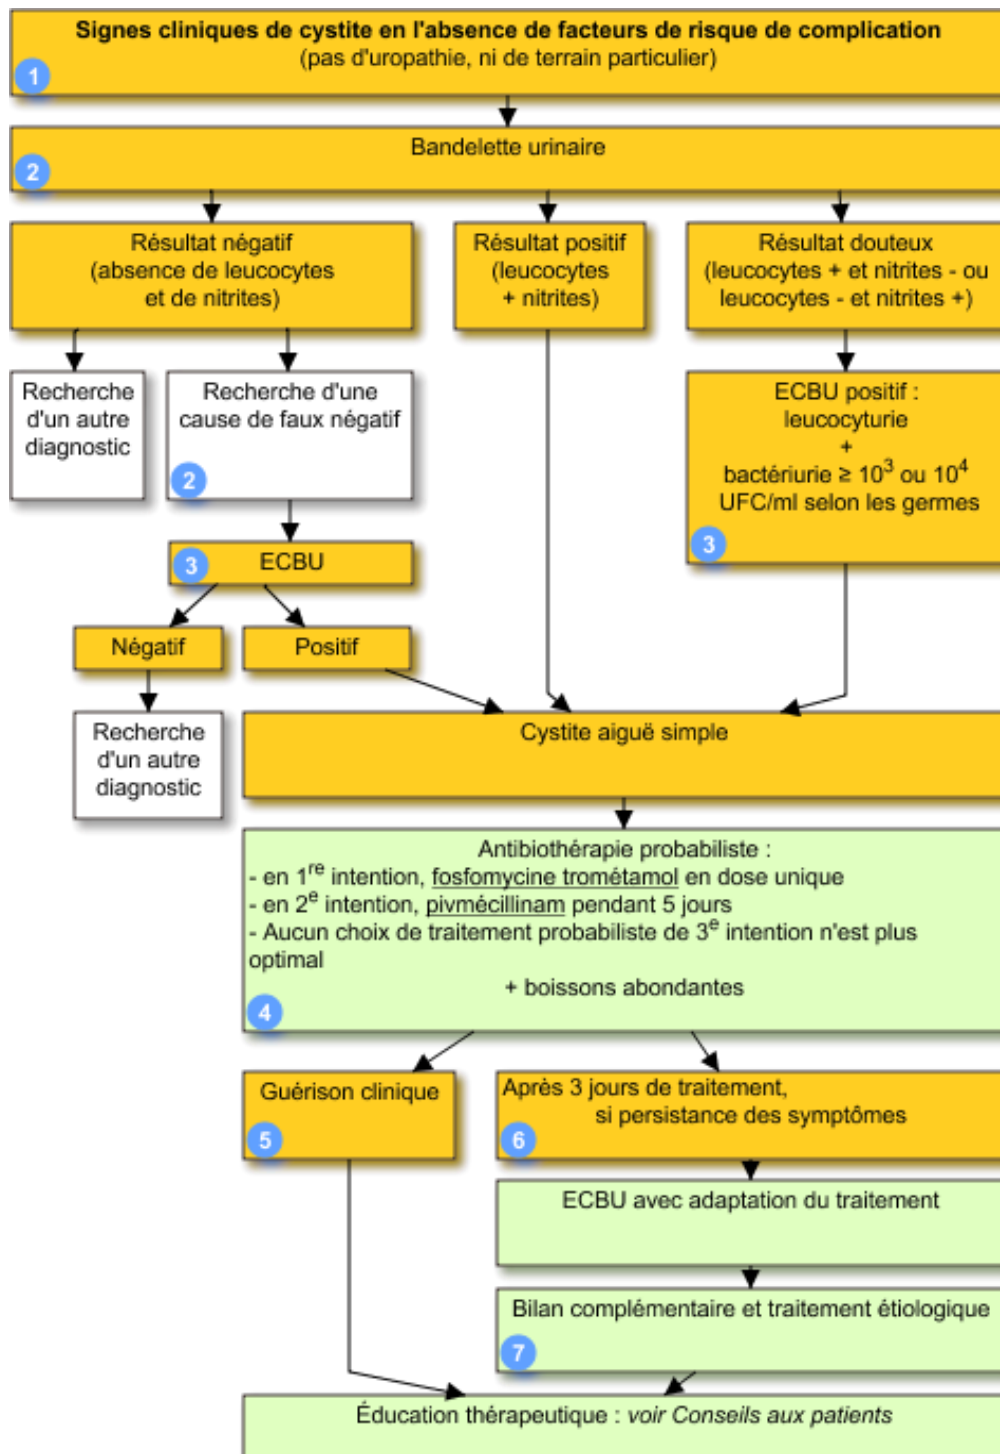 Signes cliniques de cystite en l'absence de facteurs de risque de complication
(pas d'uropathie, ni de terrain particulier)
1
Bandelette urinaire
2
Résultat négatif
(absence de leucocytes
et de nitrites)
Résultat positif
(leucocytes
+ nitrites)
Résultat douteux
(leucocytes + et nitrites - ou
leucocytes - et nitrites +)
Recherche
d'un autre
diagnostic
Recherche d'une
cause de faux négatif
2
ECBU positif :
leucocyturie
+
bactériurie ≥ 10³ ou 10⁴
UFC/ml selon les germes
3
3
ECBU
Négatif
Positif
Recherche
d'un autre
diagnostic
Cystite aiguë simple
Antibiothérapie probabiliste :
- en 1re intention, fosfomycine trométamol en dose unique
- en 2e intention, pivmécillinam pendant 5 jours
- Aucun choix de traitement probabiliste de 3e intention n'est plus
optimal
+ boissons abondantes
4
Guérison clinique
5
Après 3 jours de traitement,
si persistance des symptômes
6
ECBU avec adaptation du traitement
Bilan complémentaire et traitement étiologique
7
Éducation thérapeutique : voir Conseils aux patients